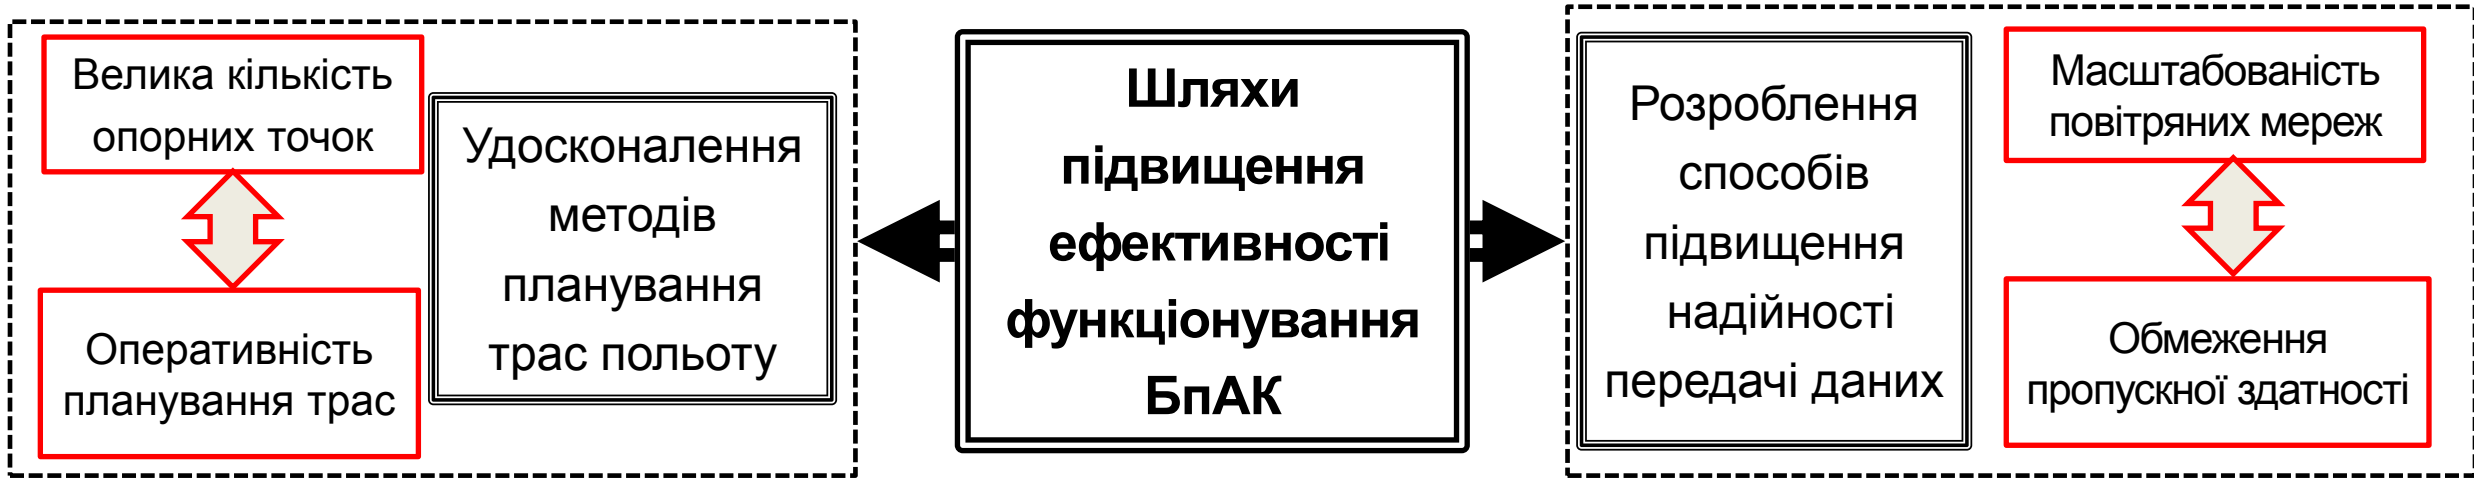 Велика кількість
опорних точок
Оперативність
планування трас
Удосконалення
методів
планування
трас польоту
Шляхи
підвищення
ефективності
функціонування
БпАК
Розроблення
способів
підвищення
надійності
передачі даних
Масштабованість
повітряних мереж
Обмеження
пропускної здатності